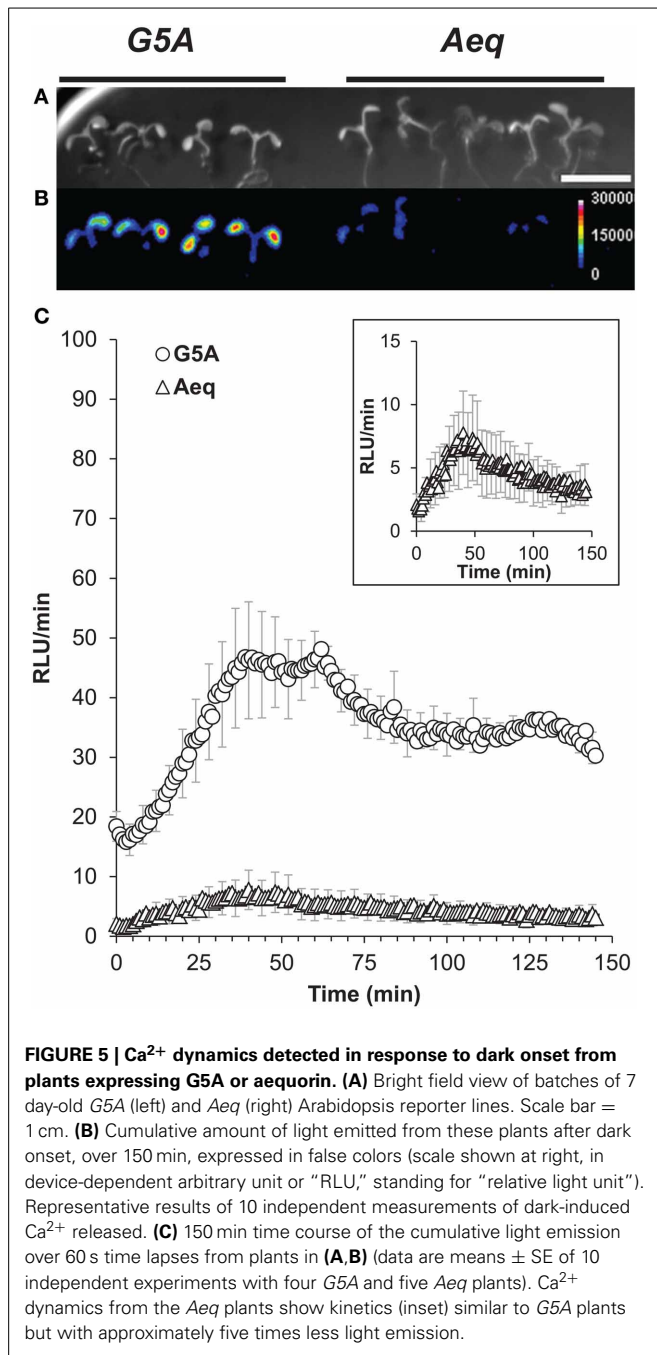 G5A Aeq
A
B
30000
15000
0
C
100
90
80
70
60
50
40
30
20
10
0
RLU/min
G5A
Aeq
0 25 50 75 100 125 150
Time (min)
15
10
5
0
RLU/min
0 50 100 150
Time (min)
FIGURE 5 | Ca²⁺ dynamics detected in response to dark onset from
plants expressing G5A or aequorin. (A) Bright field view of batches of 7
day-old G5A (left) and Aeq (right) Arabidopsis reporter lines. Scale bar =
1 cm. (B) Cumulative amount of light emitted from these plants after dark
onset, over 150 min, expressed in false colors (scale shown at right, in
device-dependent arbitrary unit or “RLU,” standing for “relative light unit”).
Representative results of 10 independent measurements of dark-induced
Ca²⁺ released. (C) 150 min time course of the cumulative light emission
over 60 s time lapses from plants in (A,B) (data are means ± SE of 10
independent experiments with four G5A and five Aeq plants). Ca²⁺
dynamics from the Aeq plants show kinetics (inset) similar to G5A plants
but with approximately five times less light emission.